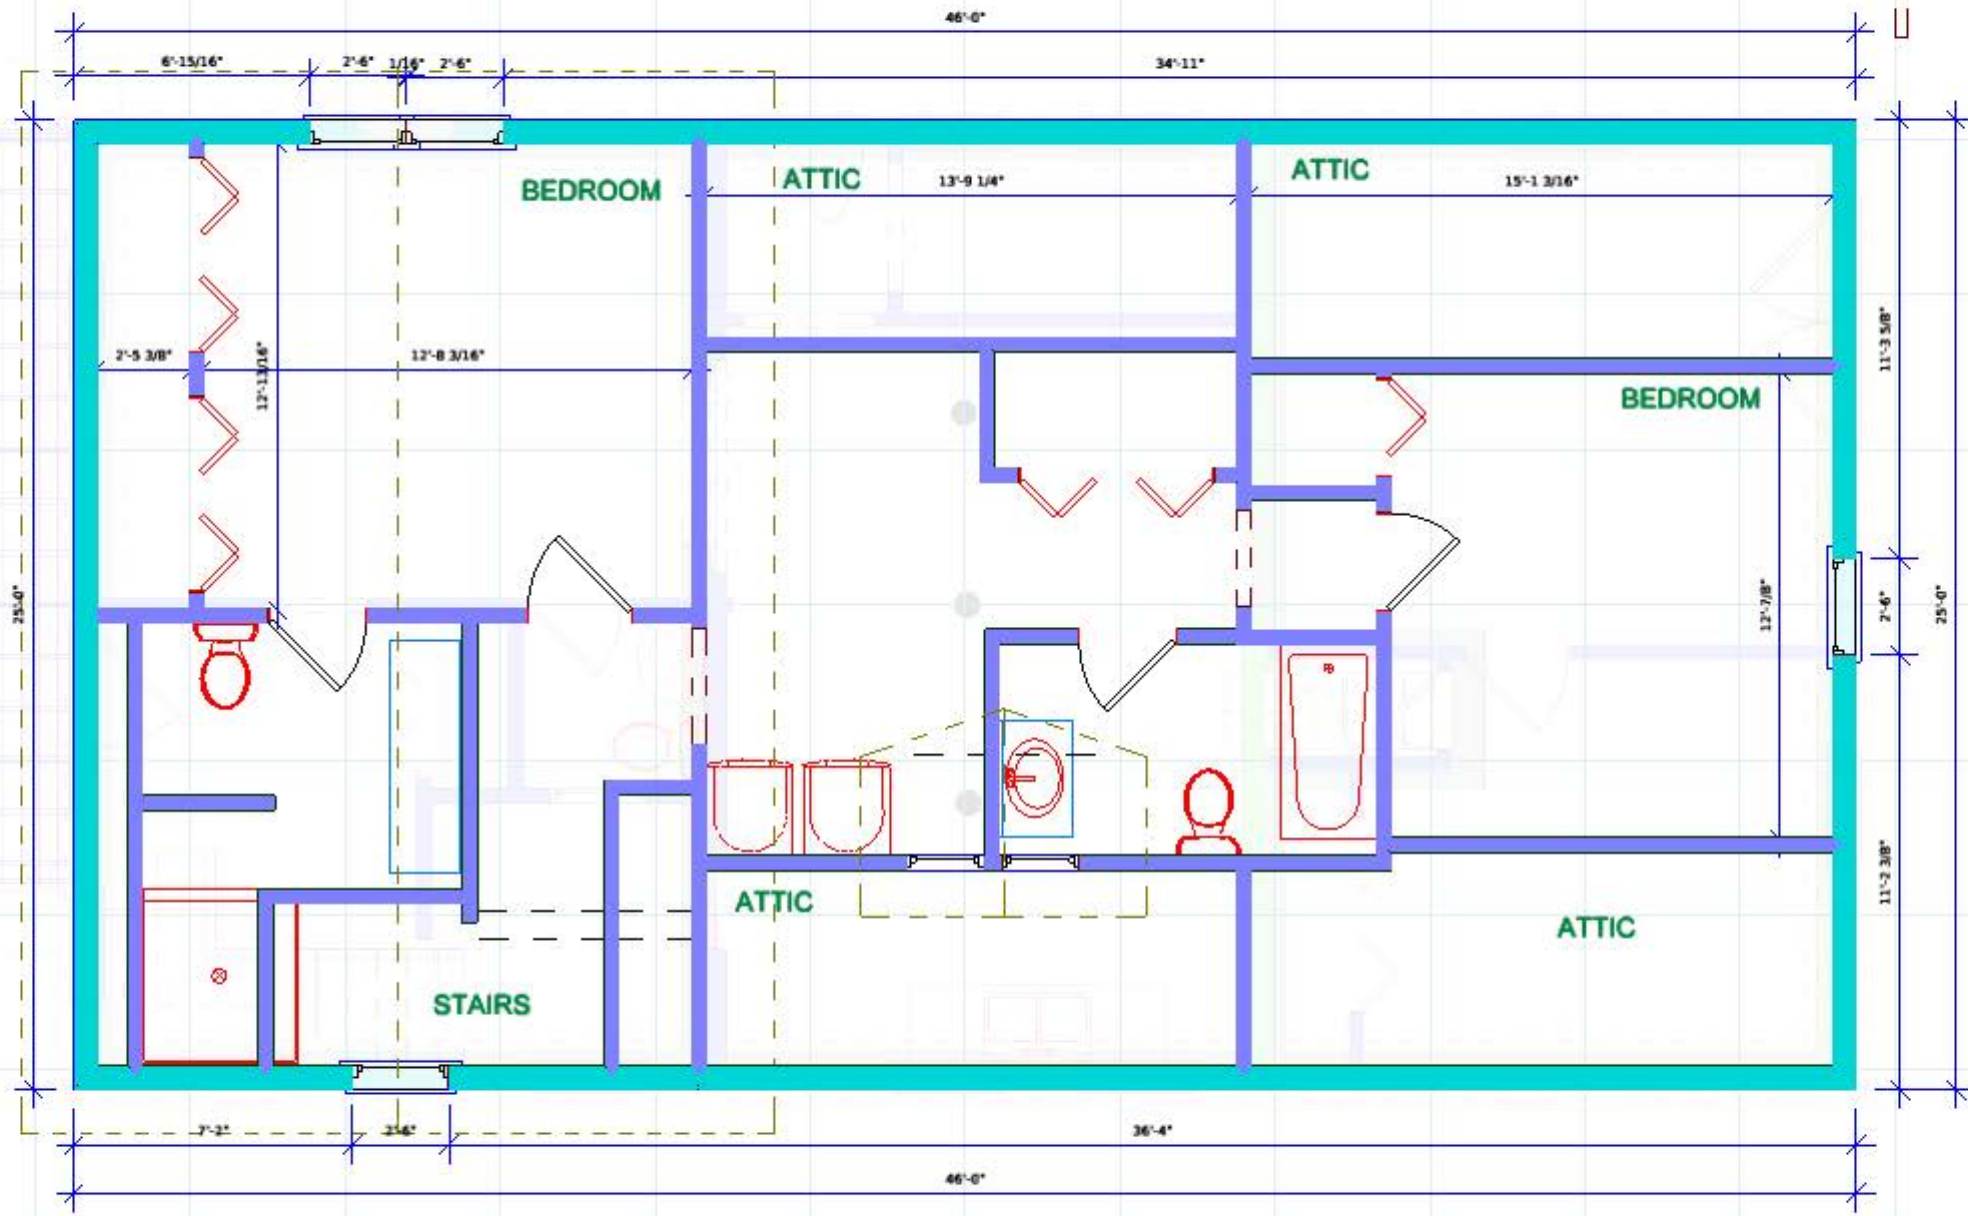 46'-0"
6'-15/16" 2'-6" 1/16" 2'-6" 34'-11"
BEDROOM ATTIC 13'-9 1/4" ATTIC 15'-1 3/16"
2'-5 3/8" 12'-11/16" 12'-8 3/16" 11'-3 5/8"
BEDROOM
25'-0" 12'-7/8" 2'-6" 25'-0"
ATTIC 11'-2 3/8"
ATTIC
STAIRS
7'-2" 2'-6" 36'-4"
46'-0"